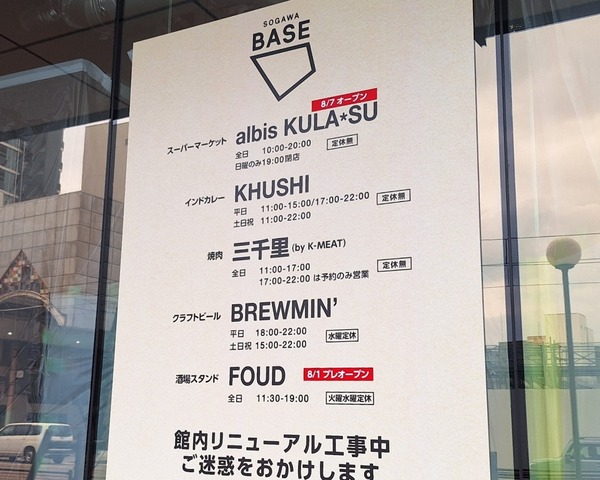 SOGAWA
BASE
8/7 オープン
スーパーマーケット albis KULA*SU
全日 10:00-20:00 定休無
日曜のみ19:00閉店
インドカレー KHUSHI
平日 11:00-15:00/17:00-22:00 定休無
土日祝 11:00-22:00
焼肉 三千里 (by K-MEAT)
全日 11:00-17:00 定休無
17:00-22:00 は予約のみ営業
クラフトビール BREWMIN'
平日 18:00-22:00 水曜定休
土日祝 15:00-22:00
酒場スタンド FOUD 8/1 プレオープン
全日 11:30-19:00 火曜水曜定休
館内リニューアル工事中
ご迷惑をおかけします